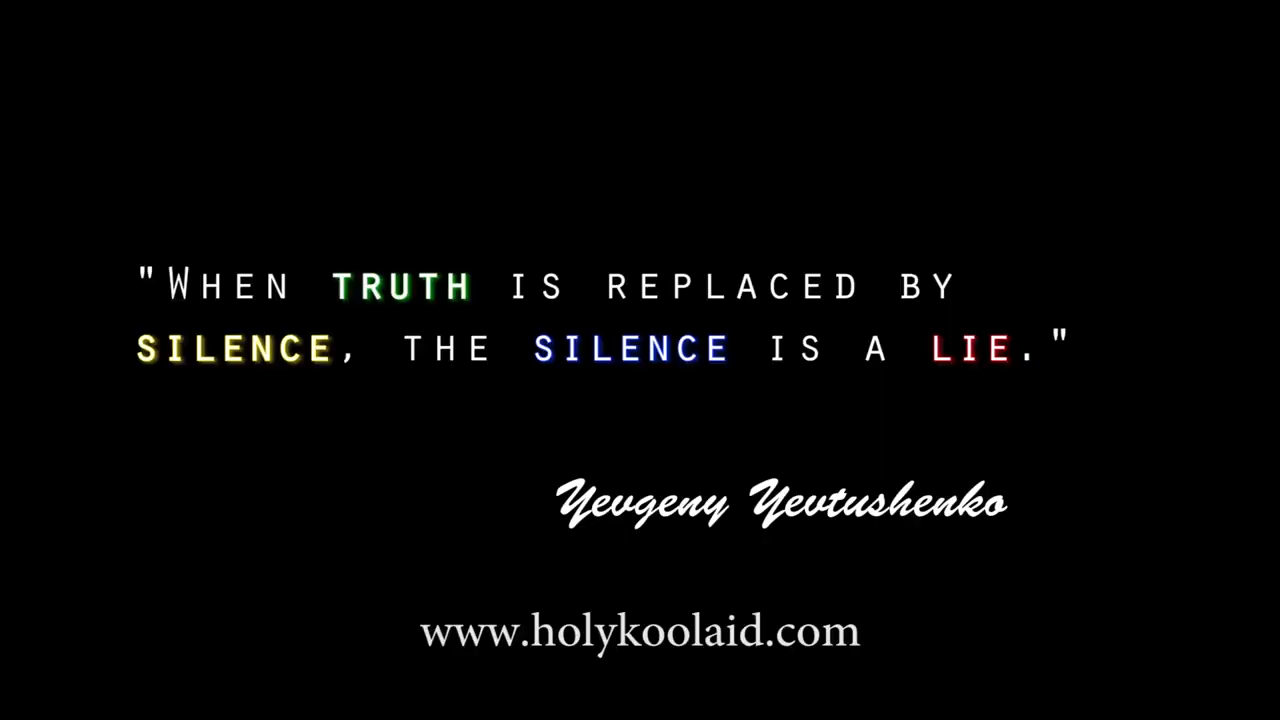 "When TRUTH is replaced by
SILENCE, the SILENCE is a LIE."
Yevgeny Yevtushenko
www.holykoolaid.com